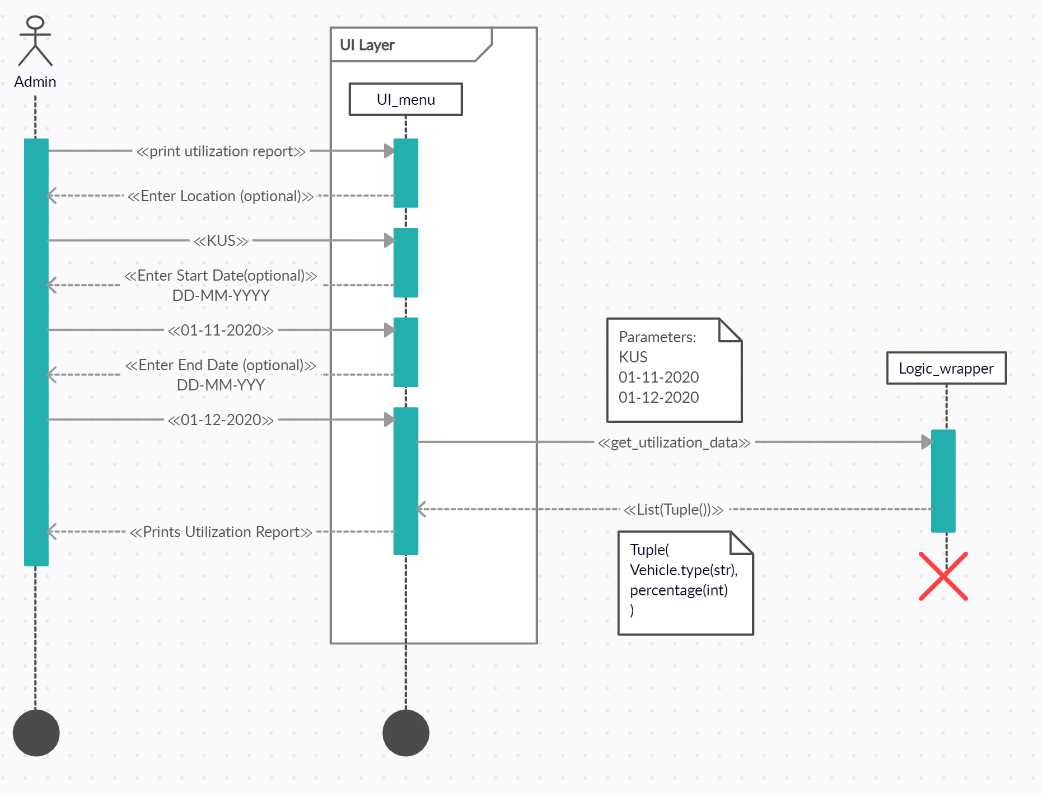 Admin
UI Layer
UI_menu
≪print utilization report≫
≪Enter Location (optional)≫
≪KUS≫
≪Enter Start Date(optional)≫
DD-MM-YYYY
≪01-11-2020≫
≪Enter End Date (optional)≫
DD-MM-YYY
≪01-12-2020≫
Parameters:
KUS
01-11-2020
01-12-2020
Logic_wrapper
≪get_utilization_data≫
≪List(Tuple())≫
≪Prints Utilization Report≫
Tuple(
Vehicle.type(str),
percentage(int)
)